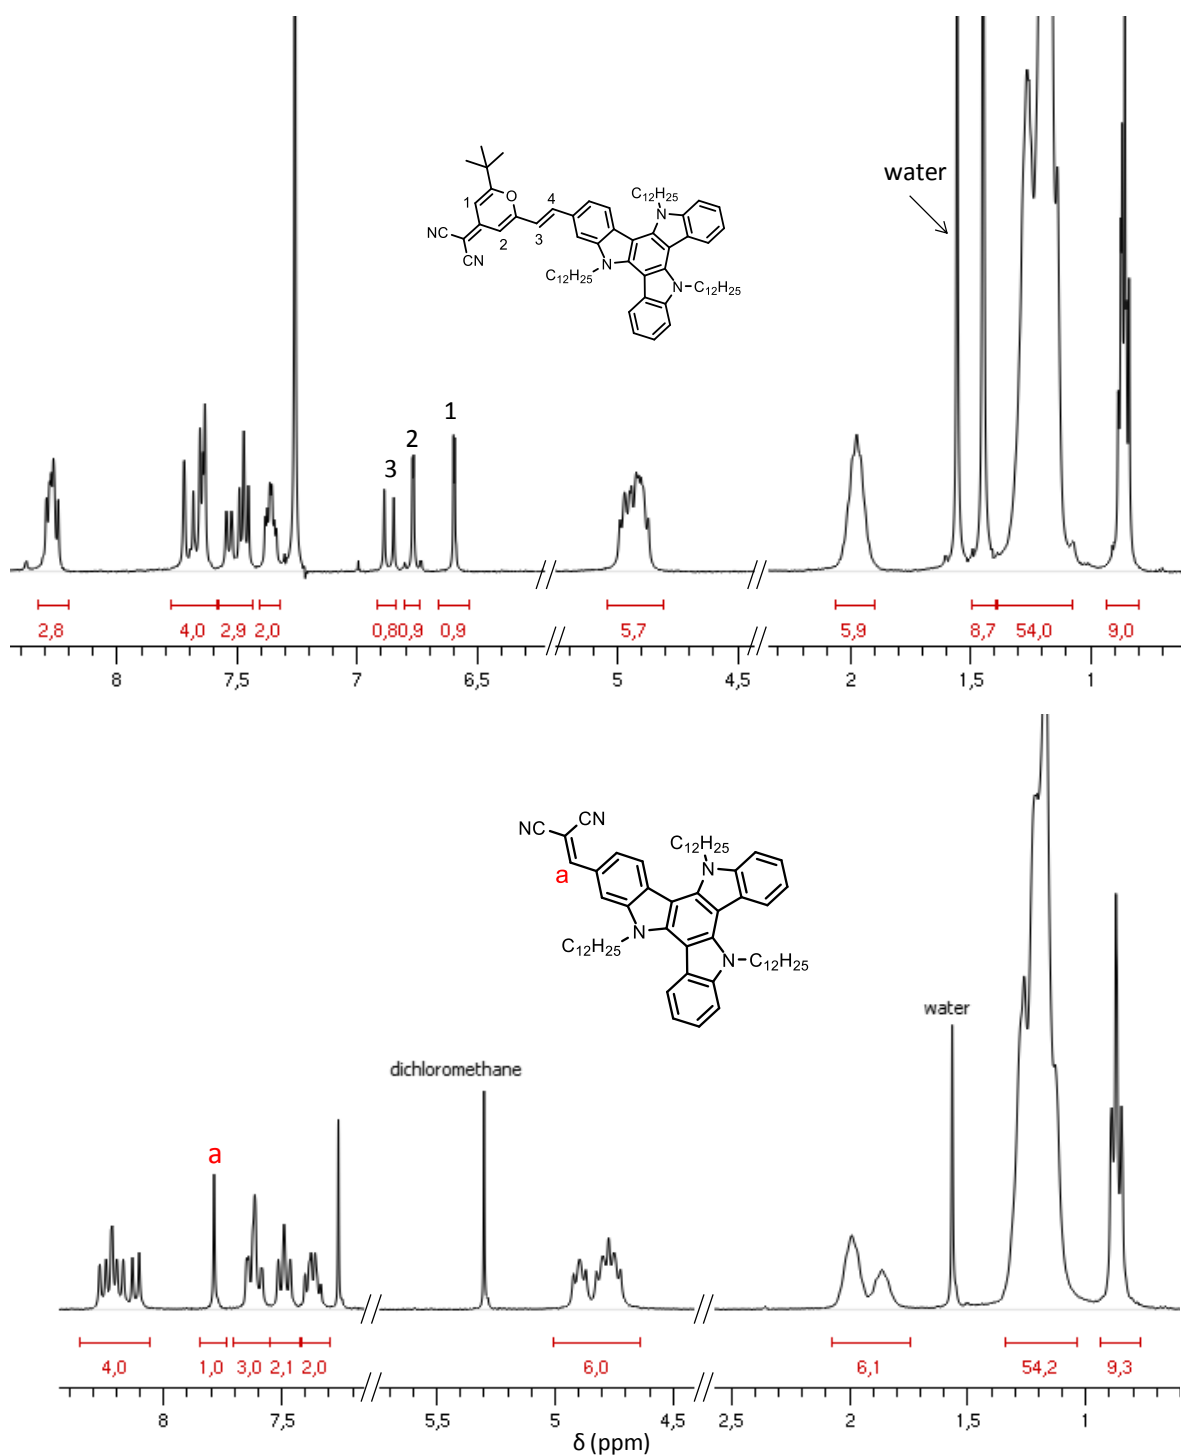 water
C12H25
O
N
1
4
NC
2
3
CN
N
C12H25
N
C12H25
1
2
3
2,8
4,0
2,9
2,0
0,8
0,9
0,9
5,7
5,9
8,7
54,0
9,0
8
7,5
7
6,5
5
4,5
2
1,5
1
NC
CN
C12H25
a
N
N
C12H25
N
C12H25
water
dichloromethane
a
4,0
1,0
3,0
2,1
2,0
6,0
6,1
54,2
9,3
8
7,5
5,5
5
4,5
2,5
2
1,5
1
δ (ppm)